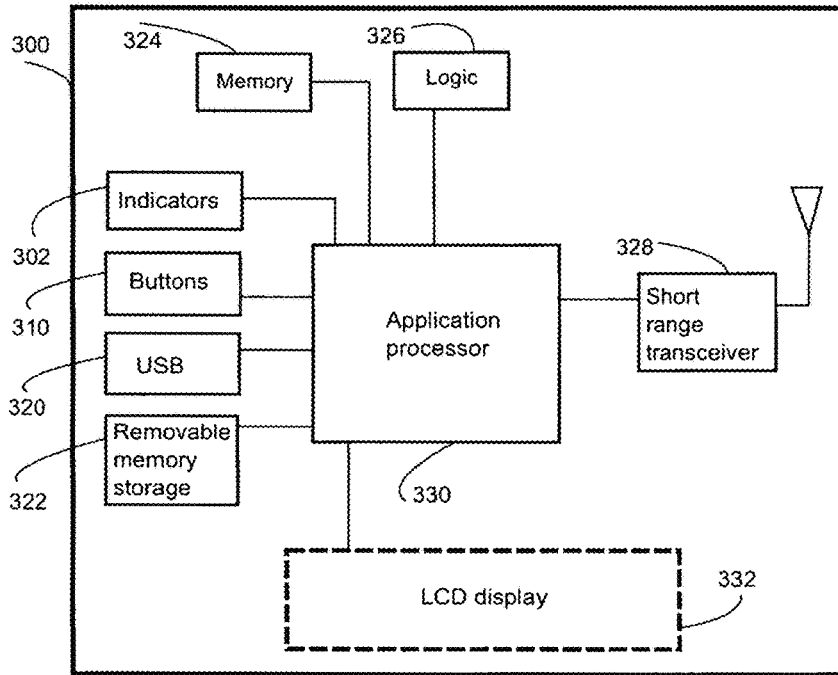 300
324
Memory
326
Logic
302
Indicators
310
Buttons
320
USB
322
Removable
memory
storage
Application
processor
330
328
Short
range
transceiver
LCD display
332